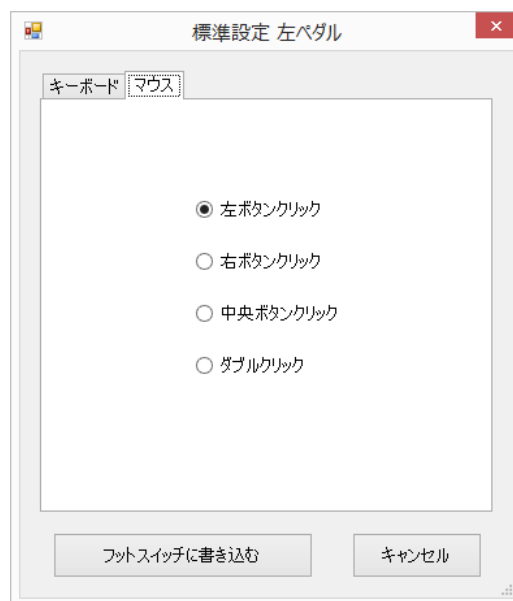 標準設定 左ペダル
キーボード マウス
左ボタンクリック
右ボタンクリック
中央ボタンクリック
ダブルクリック
フットスイッチに書き込む キャンセル